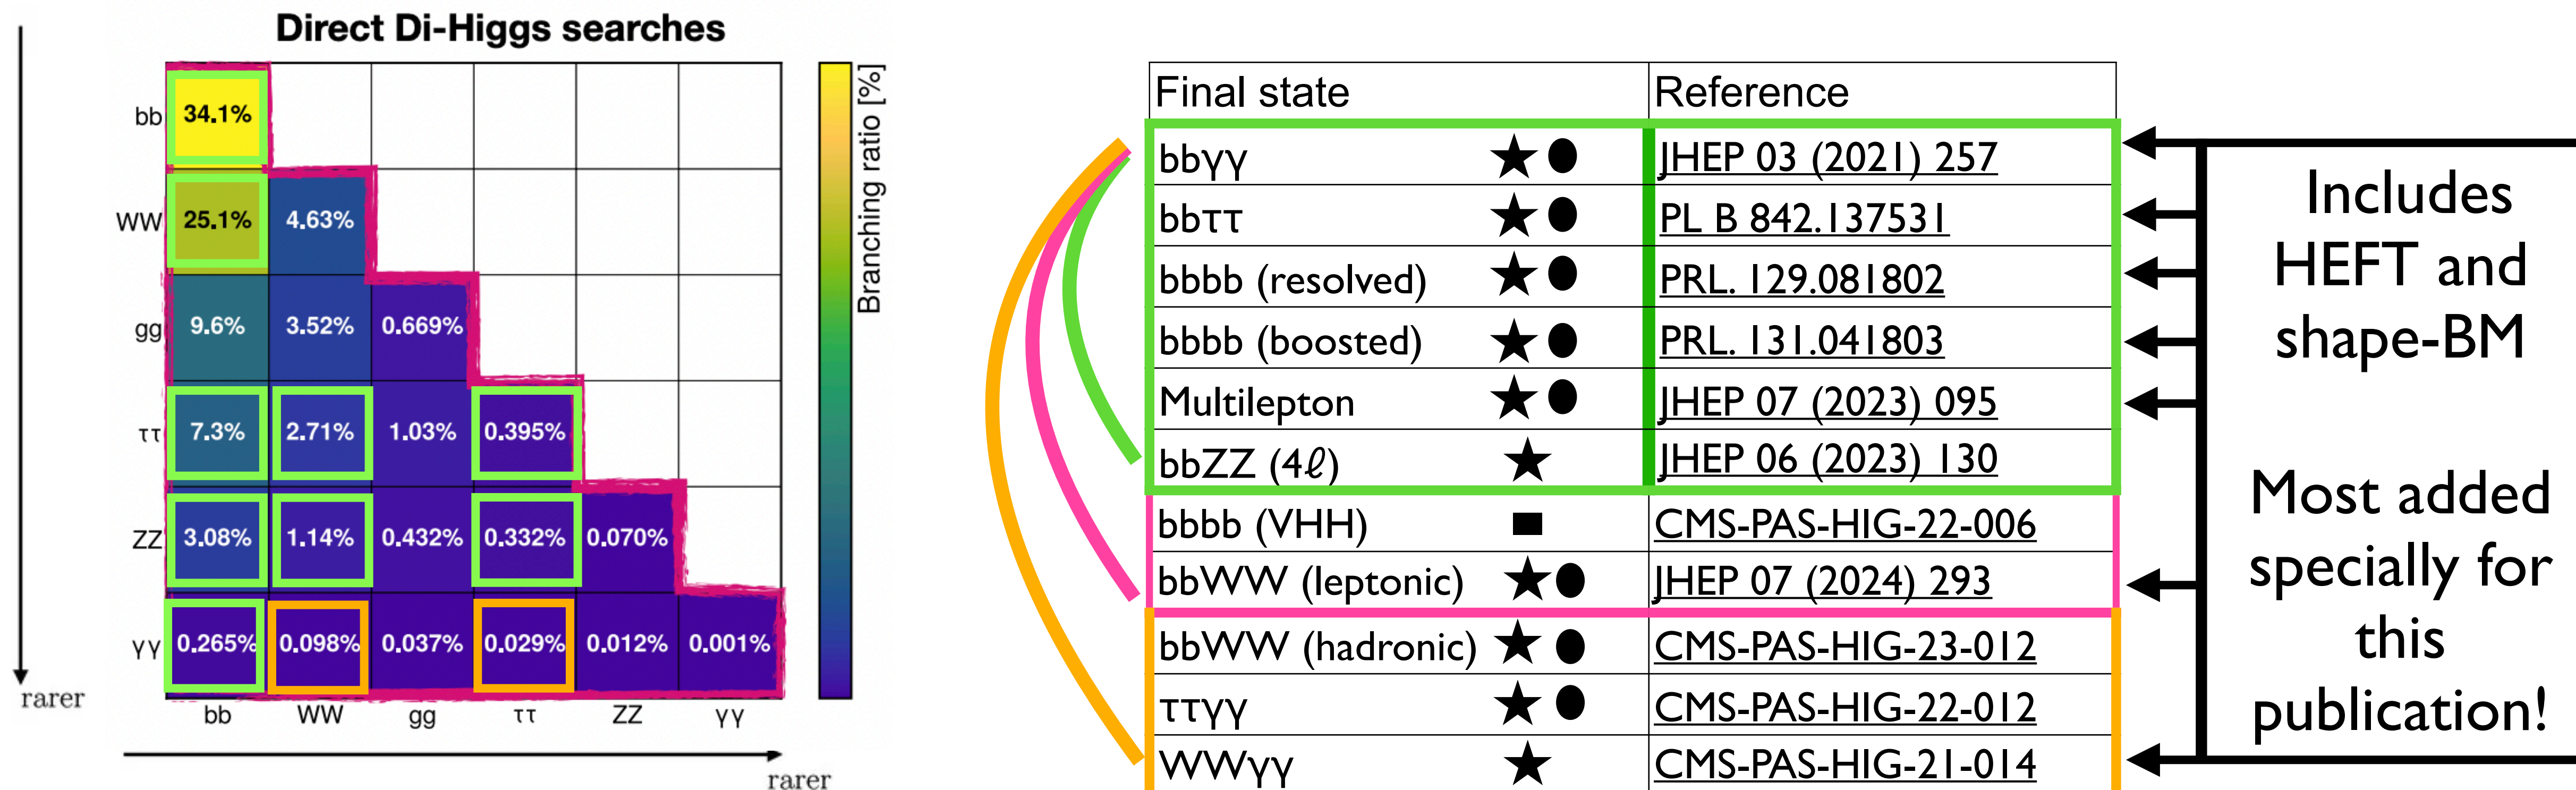 Direct Di-Higgs searches
bb 34.1%
WW 25.1% 4.63%
gg 9.6% 3.52% 0.669%
ττ 7.3% 2.71% 1.03% 0.395%
ZZ 3.08% 1.14% 0.432% 0.332% 0.070%
γγ 0.265% 0.098% 0.037% 0.029% 0.012% 0.001%
bb WW gg ττ ZZ γγ
rarer
rarer
Branching ratio [%]
Final state Reference
bbγγ ★ ● JHEP 03 (2021) 257
bbττ ★ ● PL B 842.137531
bbbb (resolved) ★ ● PRL. 129.081802
bbbb (boosted) ★ ● PRL. 131.041803
Multilepton ★ ● JHEP 07 (2023) 095
bbZZ (4ℓ) ★ JHEP 06 (2023) 130
bbbb (VHH) ■ CMS-PAS-HIG-22-006
bbWW (leptonic) ★ ● JHEP 07 (2024) 293
bbWW (hadronic) ★ ● CMS-PAS-HIG-23-012
ττγγ ★ ● CMS-PAS-HIG-22-012
WWγγ ★ CMS-PAS-HIG-21-014
Includes
HEFT and
shape-BM
Most added
specially for
this
publication!